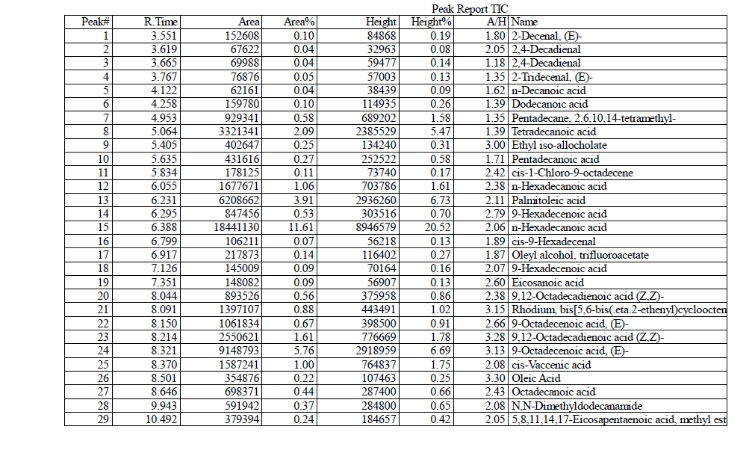 Peak Report TIC
Peak# R.Time Area Area% Height Height% A/H Name
1 3.551 152608 0.10 84868 0.19 1.80 2-Decenal, (E)-
2 3.619 67622 0.04 32963 0.08 2.05 2,4-Decadienal
3 3.665 69988 0.04 59477 0.14 1.18 2,4-Decadienal
4 3.767 76876 0.05 57003 0.13 1.35 2-Tridecenal, (E)-
5 4.122 62161 0.04 38439 0.09 1.62 n-Decanoic acid
6 4.258 159780 0.10 114935 0.26 1.39 Dodecanoic acid
7 4.953 929341 0.58 689202 1.58 1.35 Pentadecane, 2,6,10,14-tetramethyl-
8 5.064 3321341 2.09 2385529 5.47 1.39 Tetradecanoic acid
9 5.405 402647 0.25 134240 0.31 3.00 Ethyl iso-allocholate
10 5.635 431616 0.27 252522 0.58 1.71 Pentadecanoic acid
11 5.834 178125 0.11 73740 0.17 2.42 cis-1-Chloro-9-octadecene
12 6.055 1677671 1.06 703786 1.61 2.38 n-Hexadecanoic acid
13 6.231 6208662 3.91 2936260 6.73 2.11 Palmitoleic acid
14 6.295 847456 0.53 303516 0.70 2.79 9-Hexadecenoic acid
15 6.388 18441130 11.61 8946579 20.52 2.06 n-Hexadecanoic acid
16 6.799 106211 0.07 56218 0.13 1.89 cis-9-Hexadecenal
17 6.917 217873 0.14 116402 0.27 1.87 Oleyl alcohol, trifluoroacetate
18 7.126 145009 0.09 70164 0.16 2.07 9-Hexadecenoic acid
19 7.351 148082 0.09 56907 0.13 2.60 Eicosanoic acid
20 8.044 893526 0.56 375958 0.86 2.38 9,12-Octadecadienoic acid (Z,Z)-
21 8.091 1397107 0.88 443491 1.02 3.15 Rhodium, bis[5,6-bis(.eta.2-ethenyl)cycloocten
22 8.150 1061834 0.67 398500 0.91 2.66 9-Octadecenoic acid, (E)-
23 8.214 2550621 1.61 776669 1.78 3.28 9,12-Octadecadienoic acid (Z,Z)-
24 8.321 9148793 5.76 2918959 6.69 3.13 9-Octadecenoic acid, (E)-
25 8.370 1587241 1.00 764837 1.75 2.08 cis-Vaccenic acid
26 8.501 354876 0.22 107463 0.25 3.30 Oleic Acid
27 8.646 698371 0.44 287400 0.66 2.43 Octadecanoic acid
28 9.943 591942 0.37 284800 0.65 2.08 N,N-Dimethyldodecanamide
29 10.492 379394 0.24 184657 0.42 2.05 5,8,11,14,17-Eicosapentaenoic acid, methyl est